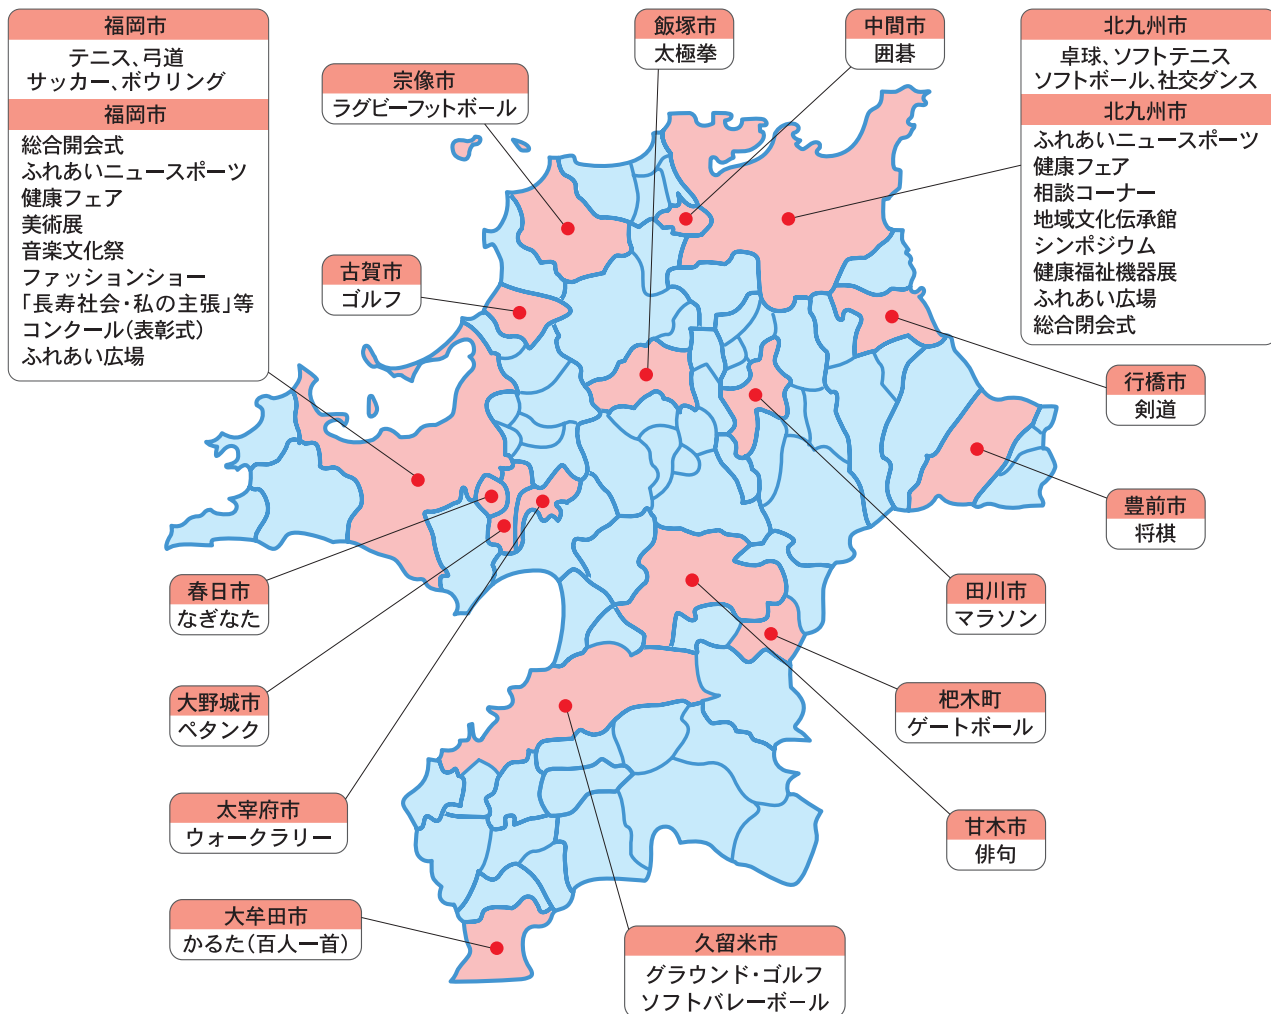 福岡市
テニス、弓道
サッカー、ボウリング
福岡市
総合開会式
ふれあいニュースポーツ
健康フェア
美術展
音楽文化祭
ファッションショー
「長寿社会・私の主張」等
コンクール(表彰式)
ふれあい広場
宗像市
ラグビーフットボール
古賀市
ゴルフ
飯塚市
太極拳
中間市
囲碁
北九州市
卓球、ソフトテニス
ソフトボール、社交ダンス
北九州市
ふれあいニュースポーツ
健康フェア
相談コーナー
地域文化伝承館
シンポジウム
健康福祉機器展
ふれあい広場
総合閉会式
行橋市
剣道
豊前市
将棋
田川市
マラソン
杷木町
ゲートボール
甘木市
俳句
春日市
なぎなた
大野城市
ペタンク
太宰府市
ウォークラリー
大牟田市
かるた(百人一首)
久留米市
グラウンド・ゴルフ
ソフトバレーボール